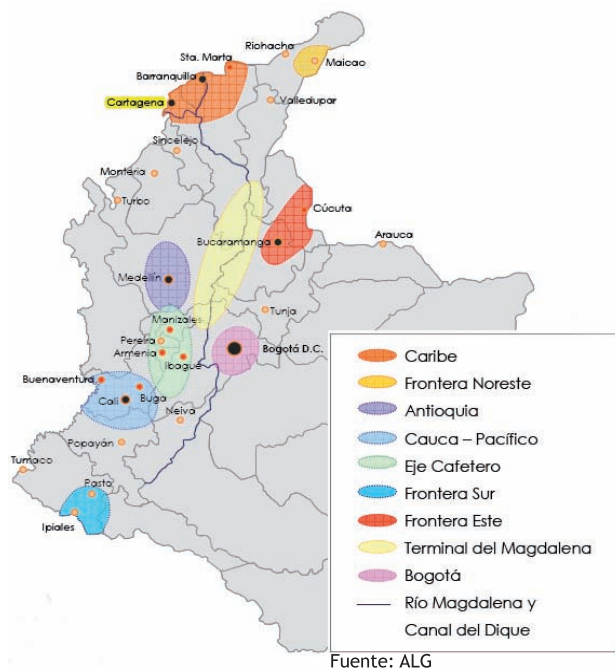 Riohacha
Sta. Marta
Maicao
Barranquilla
Cartagena
Valledupar
Sincelejo
Montería
Turbo
Cúcuta
Arauca
Bucaramanga
Medellín
Tunja
Manizales
Pereira
Bogotá D.C.
Armenia
Ibagué
Buenaventura
Buga
Cali
Neiva
Popayán
Tumaco
Pasto
Ipiales
Caribe
Frontera Noreste
Antioquia
Cauca – Pacífico
Eje Cafetero
Frontera Sur
Frontera Este
Terminal del Magdalena
Bogotá
Río Magdalena y
Canal del Dique
Fuente: ALG